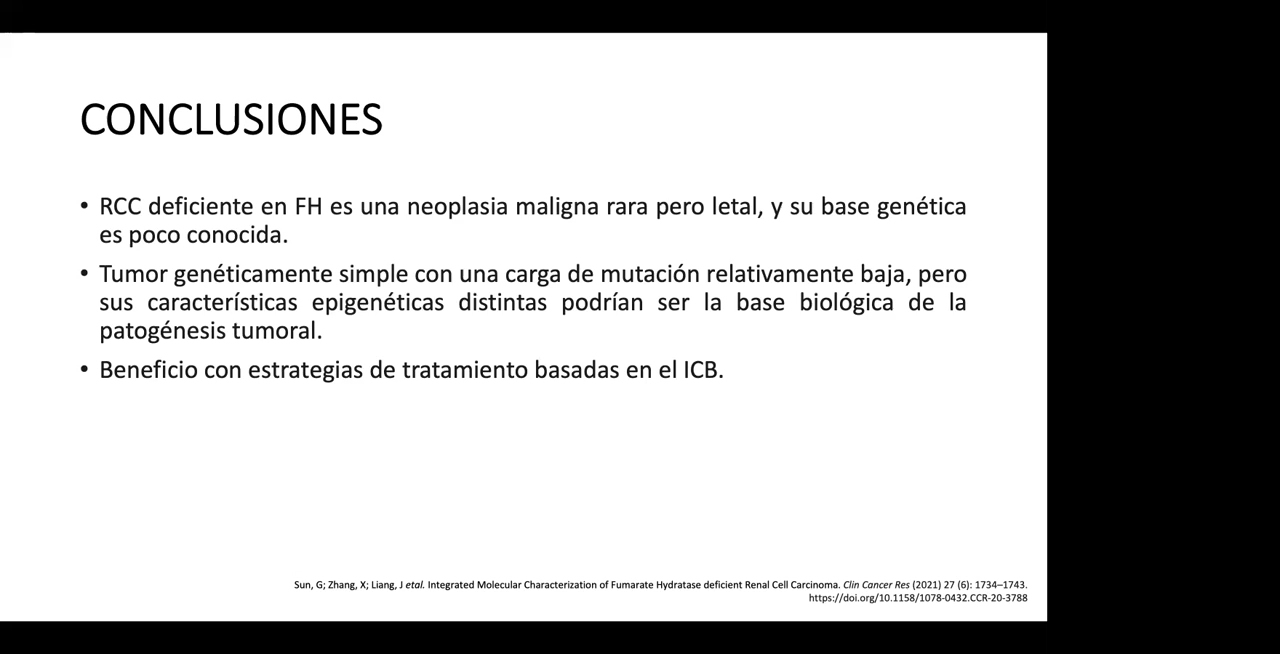 CONCLUSIONES
• RCC deficiente en FH es una neoplasia maligna rara pero letal, y su base genética
es poco conocida.
• Tumor genéticamente simple con una carga de mutación relativamente baja, pero
sus características epigenéticas distintas podrían ser la base biológica de la
patogénesis tumoral.
• Beneficio con estrategias de tratamiento basadas en el ICB.
Sun, G; Zhang, X; Liang, J etal. Integrated Molecular Characterization of Fumarate Hydratase deficient Renal Cell Carcinoma. Clin Cancer Res (2021) 27 (6): 1734–1743.
https://doi.org/10.1158/1078-0432.CCR-20-3788